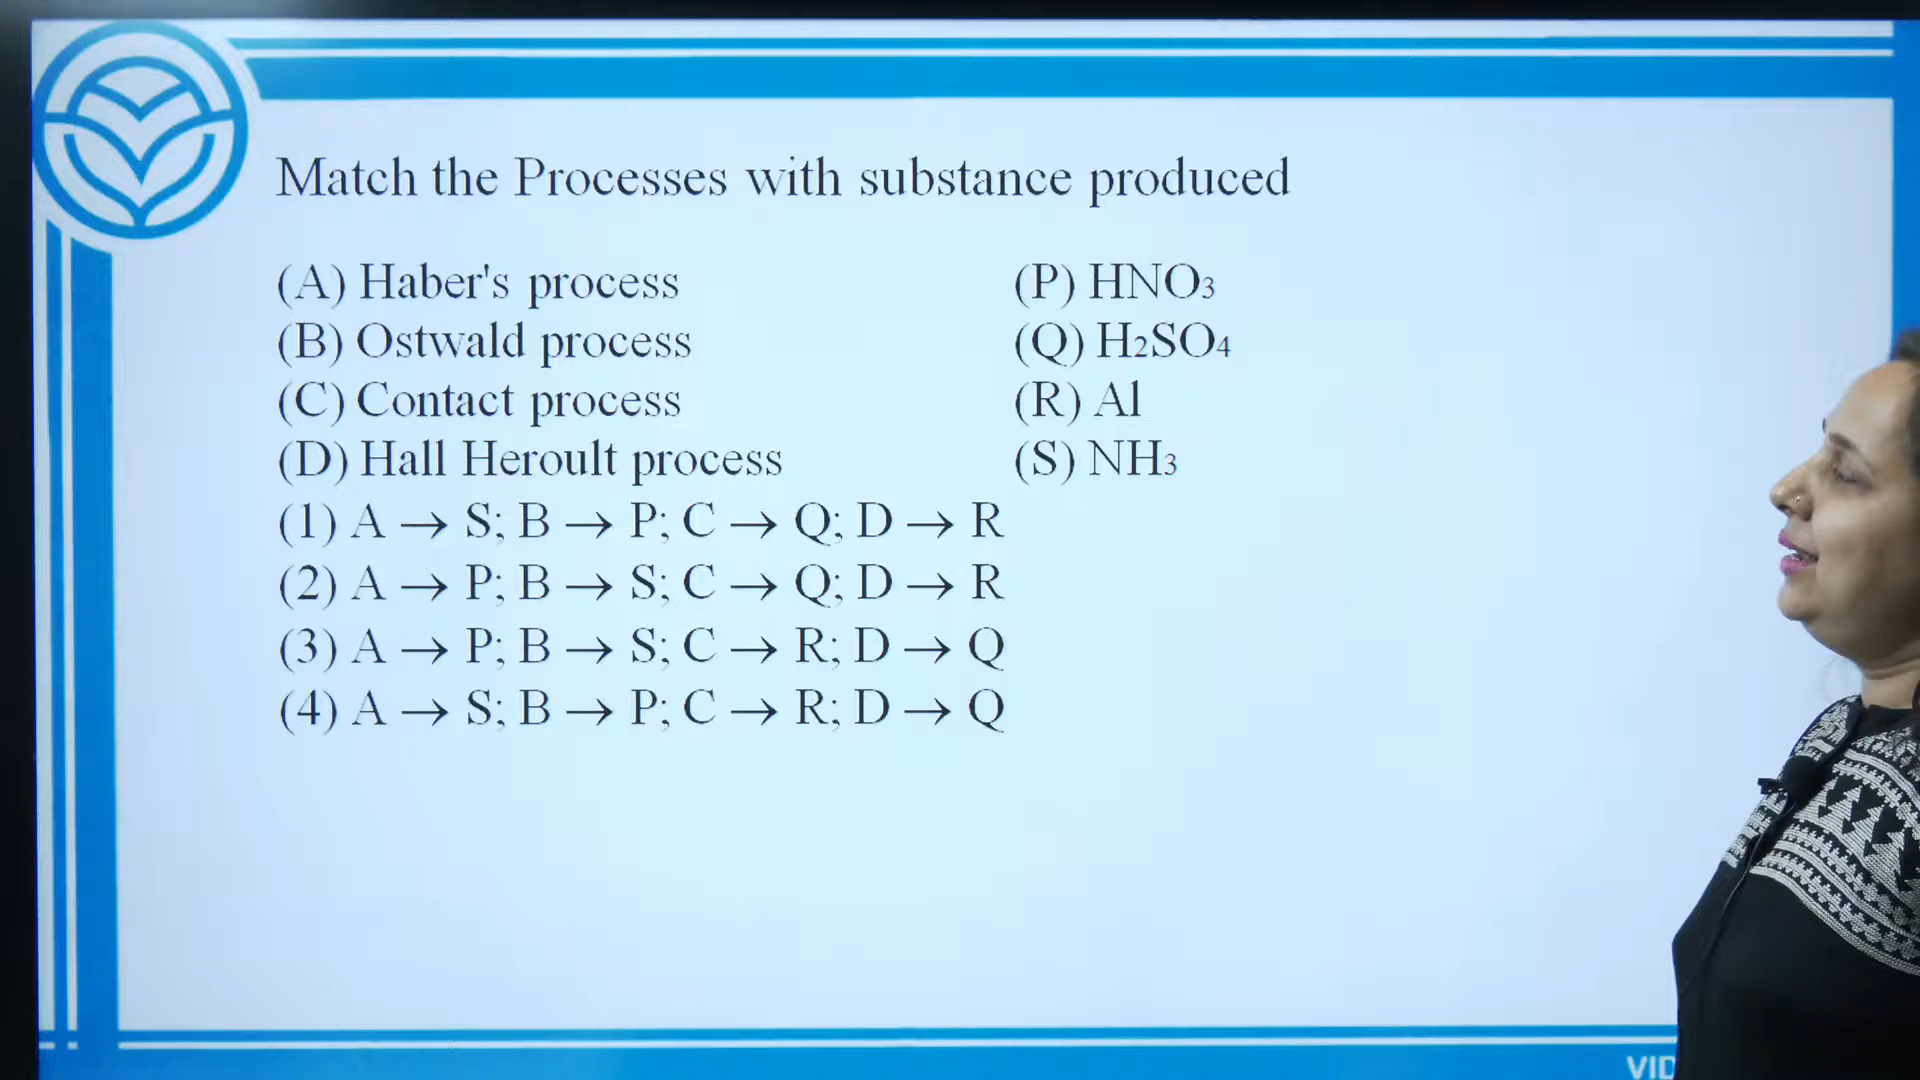 Match the Processes with substance produced
(A) Haber's process (P) HNO3
(B) Ostwald process (Q) H2SO4
(C) Contact process (R) Al
(D) Hall Heroult process (S) NH3
(1) A → S; B → P; C → Q; D → R
(2) A → P; B → S; C → Q; D → R
(3) A → P; B → S; C → R; D → Q
(4) A → S; B → P; C → R; D → Q